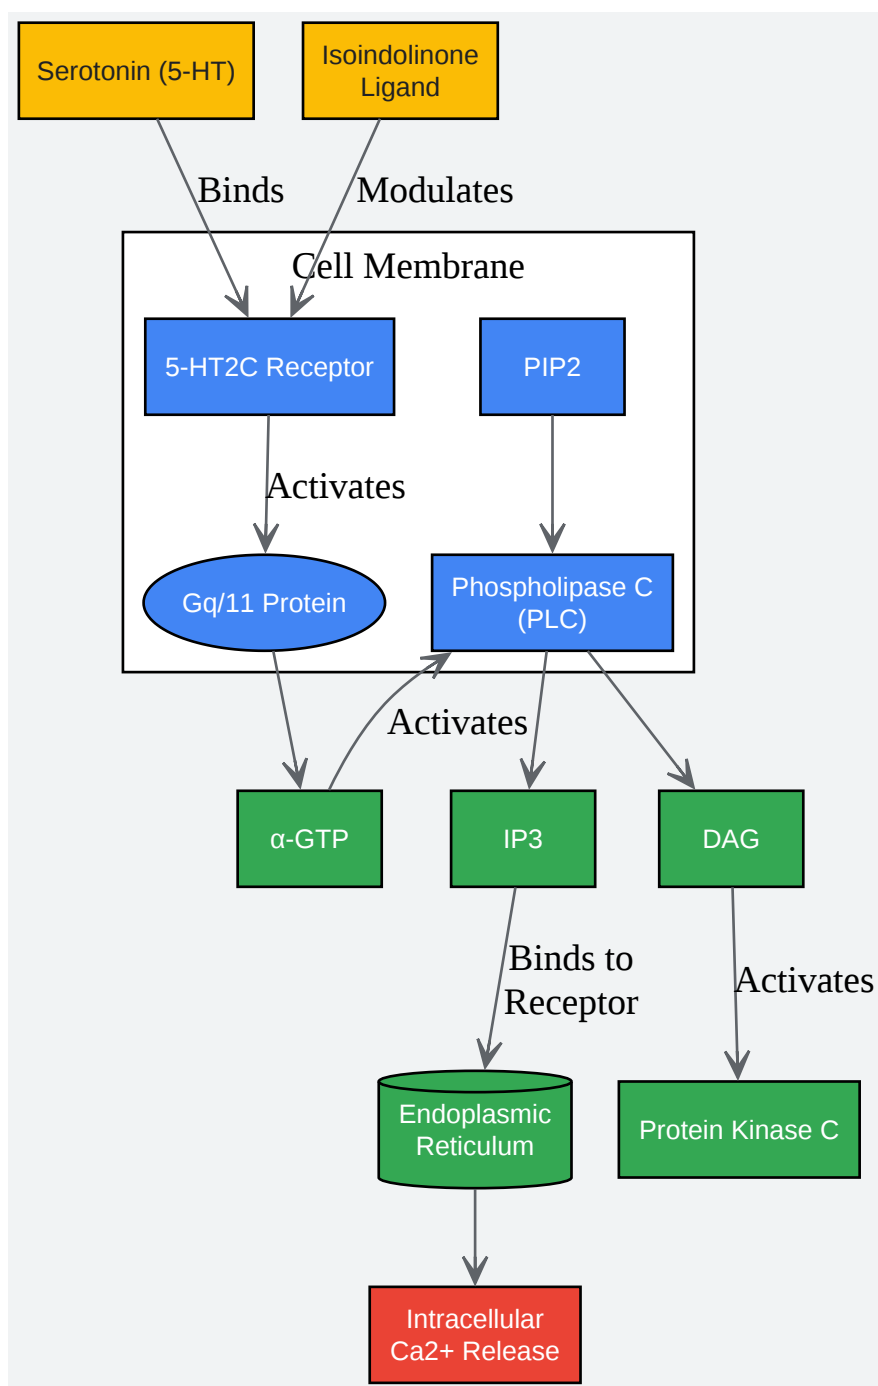 Serotonin (5-HT)
Isoindolinone
Ligand
Binds
Modulates
Cell Membrane
5-HT2C Receptor
PIP2
Activates
Gq/11 Protein
Phospholipase C
(PLC)
Activates
α-GTP
IP3
DAG
Binds to
Receptor
Activates
Endoplasmic
Reticulum
Protein Kinase C
Intracellular
Ca2+ Release